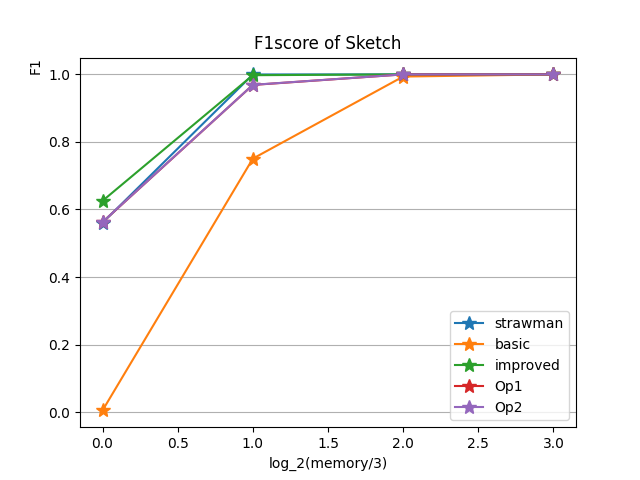 F1score of Sketch
F1
1.0
0.8
0.6
0.4
0.2
0.0
0.0 0.5 1.0 1.5 2.0 2.5 3.0
log_2(memory/3)
strawman
basic
improved
Op1
Op2